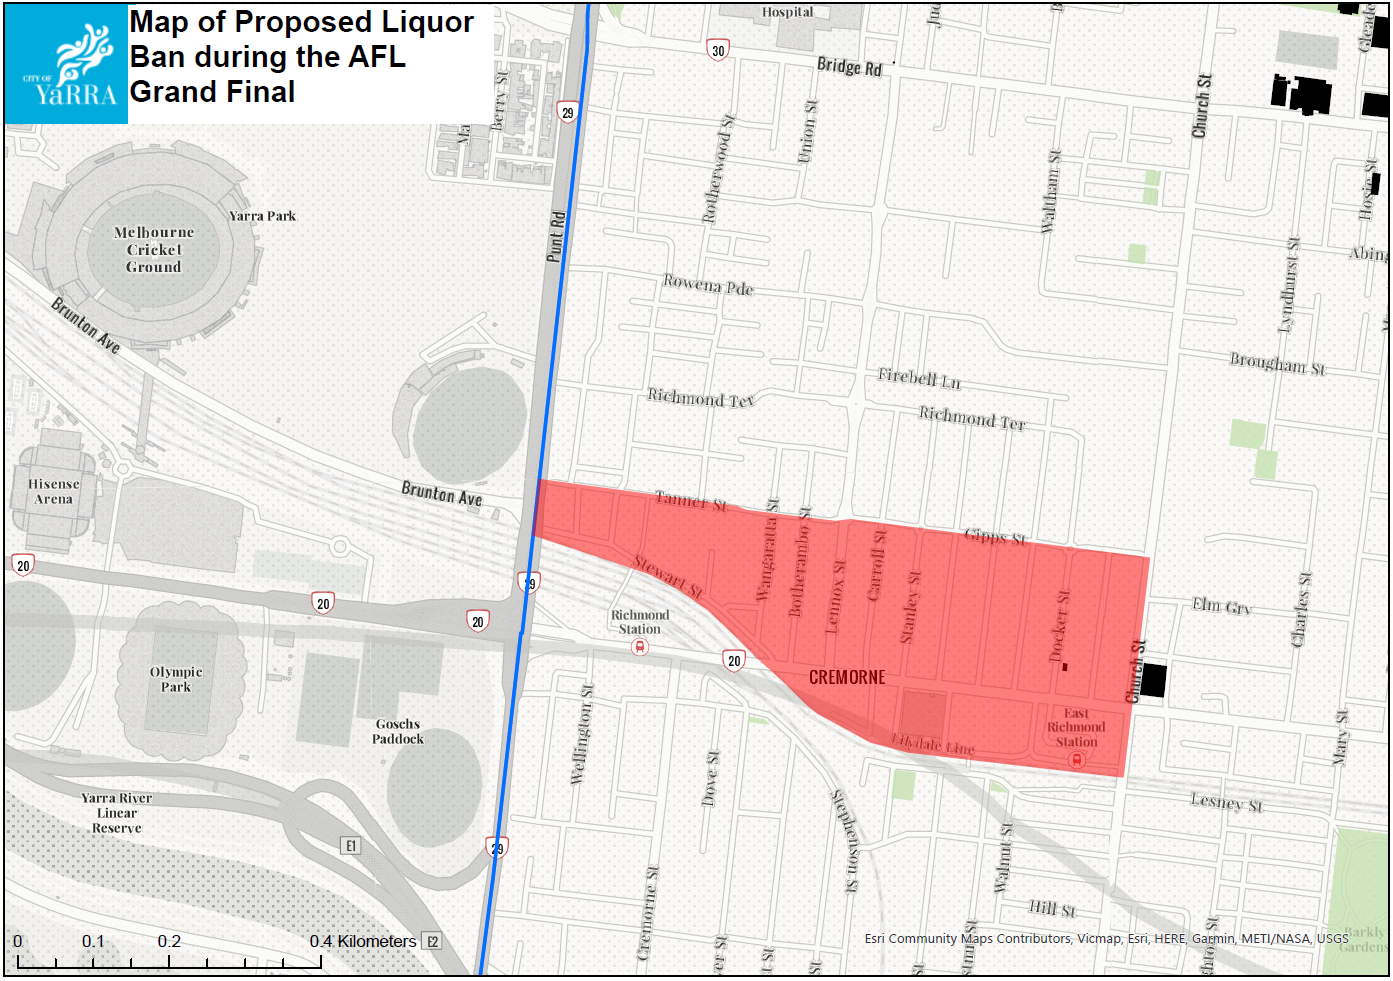 Map of Proposed Liquor
Ban during the AFL
Grand Final
CITY OF
YaRRA
Hospital
30
Bridge Rd
Church St
Berry St
29
Rotherwood St
Union St
Waltham St
Hosie St
Yarra Park
Melbourne
Cricket
Ground
Punt Rd
Lyndhurst St
Rowena Pde
Brunton Ave
Brougham St
Firebell Ln
Richmond Ter
Richmond Ter
Hisense
Arena
Brunton Ave
Tanner St
Wangaratta St
Botherambo St
Lennox St
Carroll St
Stanley St
Gipps St
Docker St
Stewart St
20
20
29
20
Richmond
Station
20
Elm Grv
Charles St
Church St
CREMORNE
Olympic
Park
East
Richmond
Station
Lilydale Line
Goschs
Paddock
Wellington St
Dove St
Mary St
Lesney St
Yarra River
Linear
Reserve
Stephenson St
E1
29
Walnut St
Cremorne St
Hill St
Barkly
Gardens
0 0.1 0.2 0.4 Kilometers
E2
Esri Community Maps Contributors, Vicmap, Esri, HERE, Garmin, METI/NASA, USGS